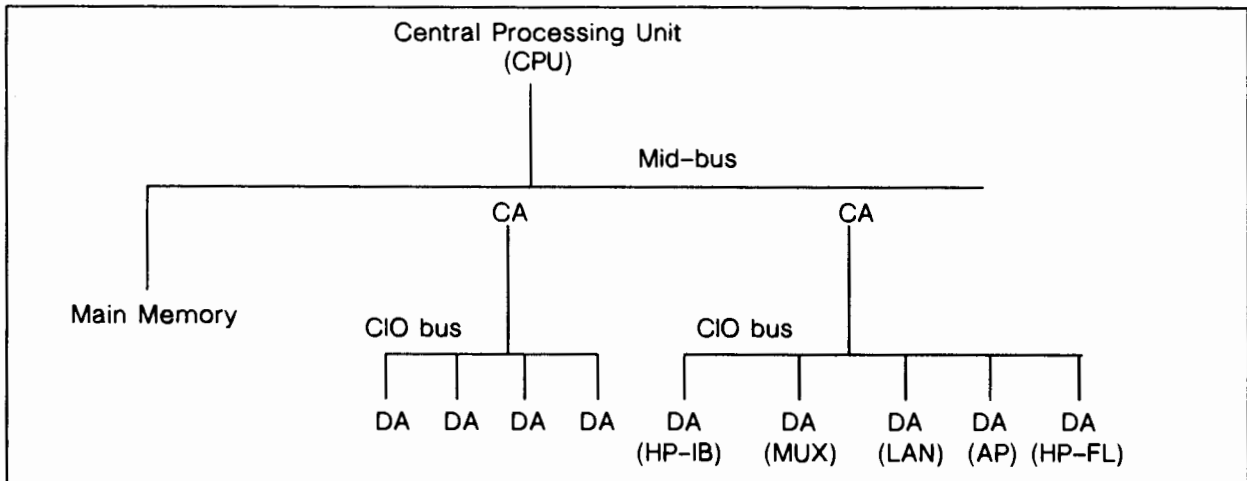 Central Processing Unit
(CPU)
Mid-bus
CA CA
Main Memory
CIO bus CIO bus
DA DA DA DA DA DA DA DA DA
(HP-IB) (MUX) (LAN) (AP) (HP-FL)